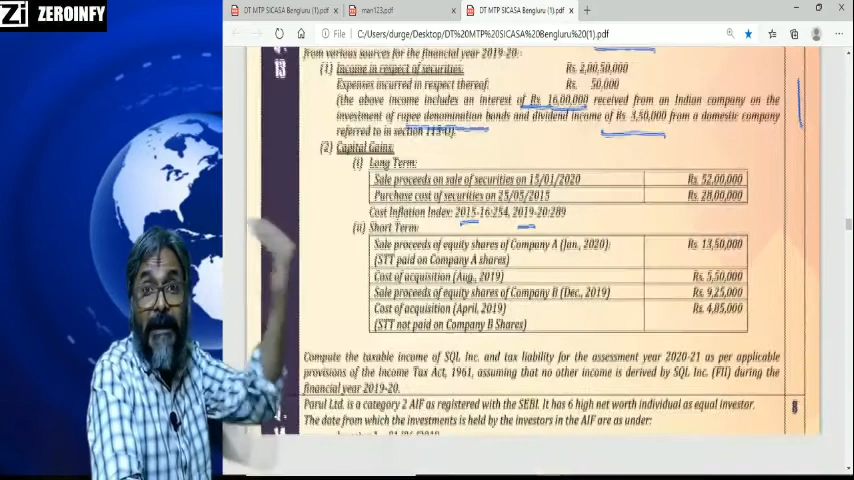 Zi ZEROINFY
DT MTP SICASA Bengluru (1).pdf
man123.pdf
DT MTP SICASA Bengluru (1).pdf
File
C:/Users/durge/Desktop/DT%20MTP%20SICASA%20Bengluru%20(1).pdf
from various sources for the financial year 2019-20:
13
(1) Income in respect of securities: Rs. 2,00,50,000
Expenses incurred in respect thereof: Rs. 50,000
(the above income includes an interest of Rs. 16,00,000 received from an Indian company on the
investment of rupee denomination bonds and dividend income of Rs. 3,50,000 from a domestic company
referred to in section 115-O).
(2) Capital Gains:
(i) Long Term:
Sale proceeds on sale of securities on 15/01/2020 Rs. 52,00,000
Purchase cost of securities on 25/05/2015 Rs. 28,00,000
Cost Inflation Index: 2015-16:254, 2019-20:289
(ii) Short Term:
Sale proceeds of equity shares of Company A (Jan., 2020): Rs. 13,50,000
(STT paid on Company A shares)
Cost of acquisition (Aug., 2019) Rs. 5,50,000
Sale proceeds of equity shares of Company B (Dec., 2019) Rs. 9,25,000
Cost of acquisition (April, 2019) Rs. 4,85,000
(STT not paid on Company B Shares)
Compute the taxable income of SQL Inc. and tax liability for the assessment year 2020-21 as per applicable
provisions of the Income Tax Act, 1961, assuming that no other income is derived by SQL Inc. (FII) during the
financial year 2019-20.
Parul Ltd. is a category 2 AIF as registered with the SEBI. It has 6 high net worth individual as equal investor. 8
The date from which the investments is held by the investors in the AIF are as under: